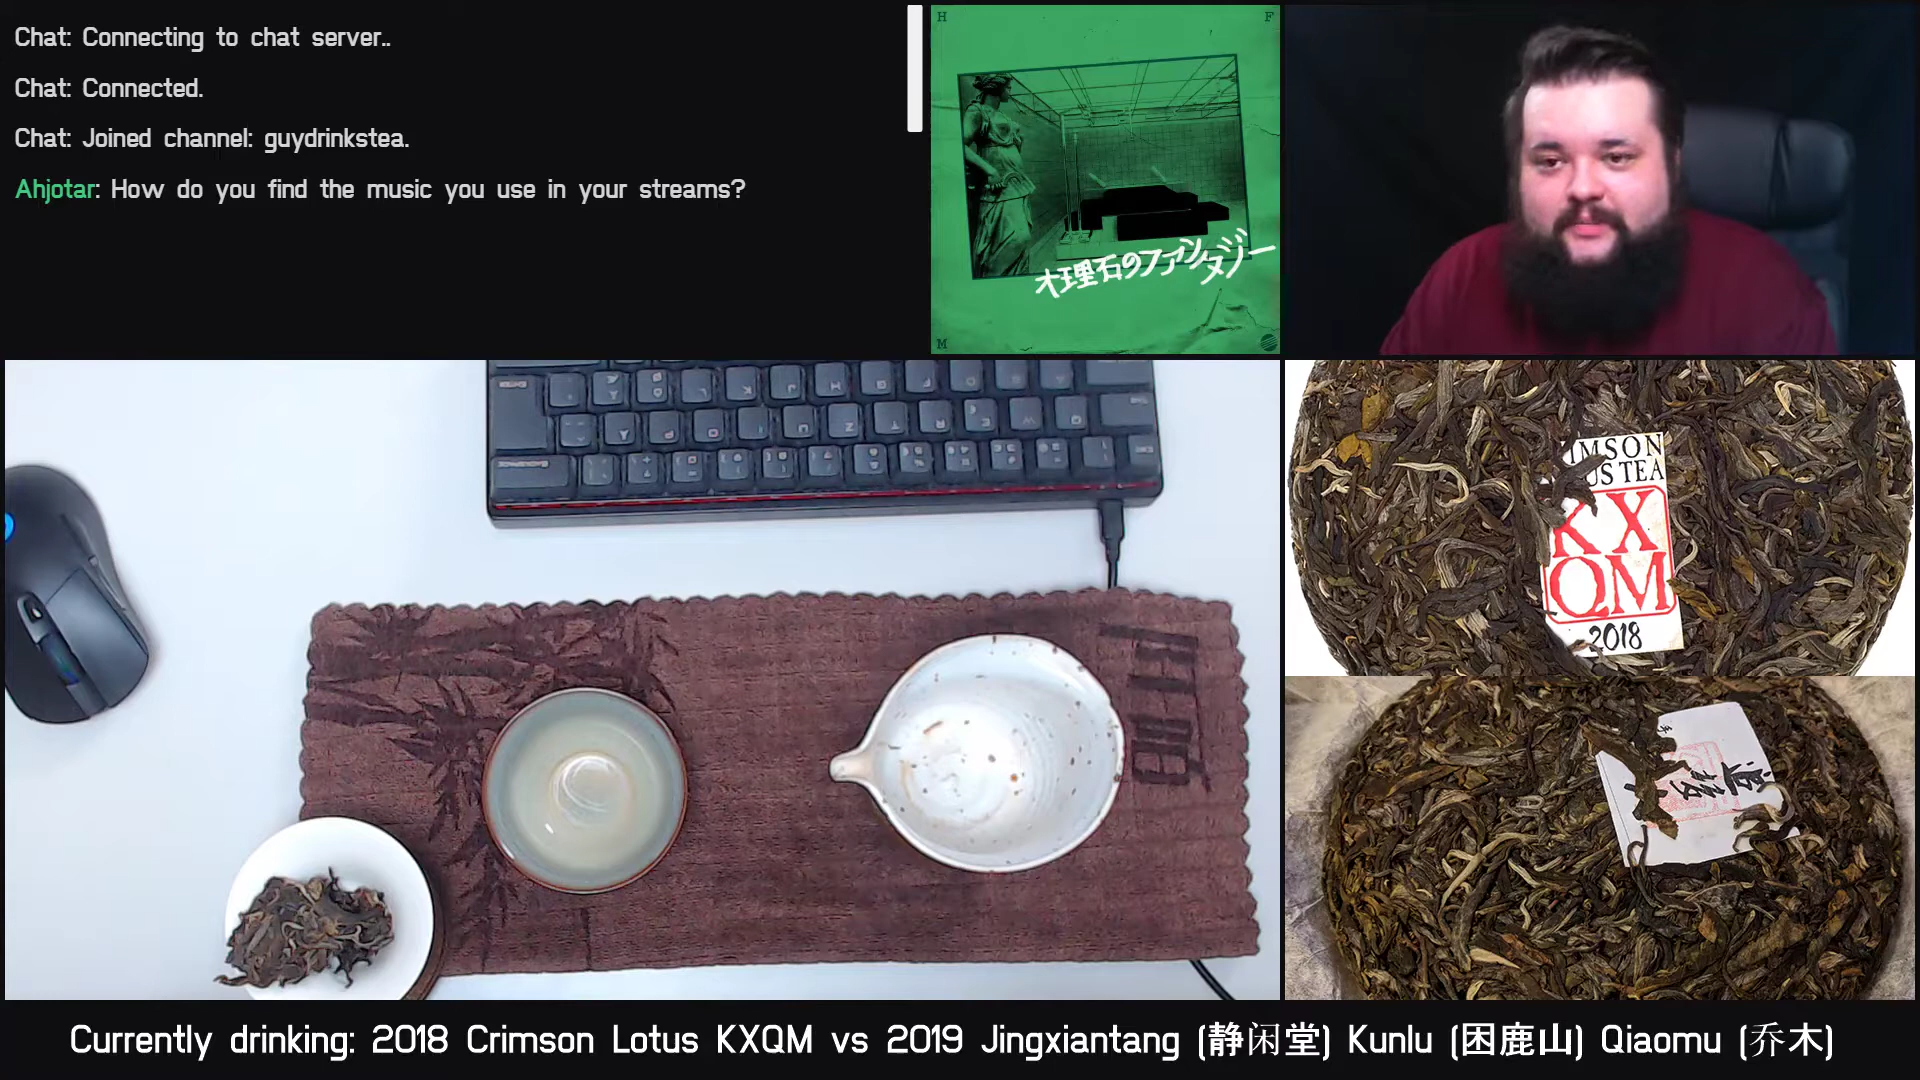 Chat: Connecting to chat server..
Chat: Connected.
Chat: Joined channel: guydrinkstea.
Ahjotar: How do you find the music you use in your streams?
H F
大理石のファンタジー
M
IMSON
US TEA
KX
QM
2018
Currently drinking: 2018 Crimson Lotus KXQM vs 2019 Jingxiantang (静闲堂) Kunlu (困鹿山) Qiaomu (乔木)